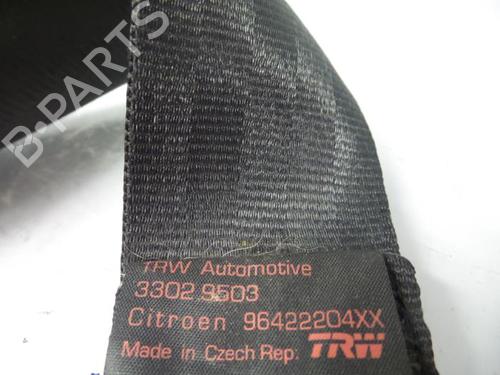 B-PARTS
TRW Automotive
3302 9503
Citroen 96422204XX
Made in Czech Rep. TRW